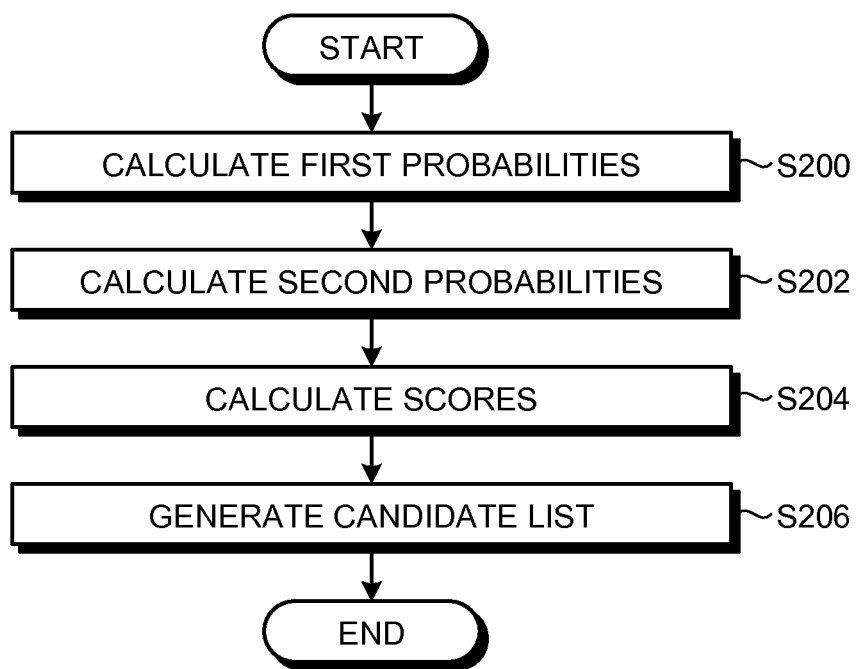 START
CALCULATE FIRST PROBABILITIES
S200
CALCULATE SECOND PROBABILITIES
S202
CALCULATE SCORES
S204
GENERATE CANDIDATE LIST
S206
END